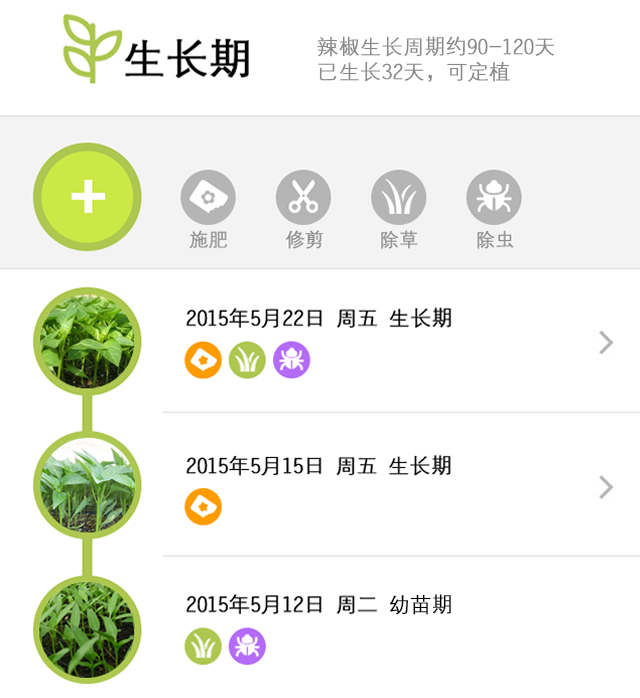 生长期
辣椒生长周期约90-120天
已生长32天，可定植
施肥 修剪 除草 除虫
2015年5月22日 周五 生长期
2015年5月15日 周五 生长期
2015年5月12日 周二 幼苗期